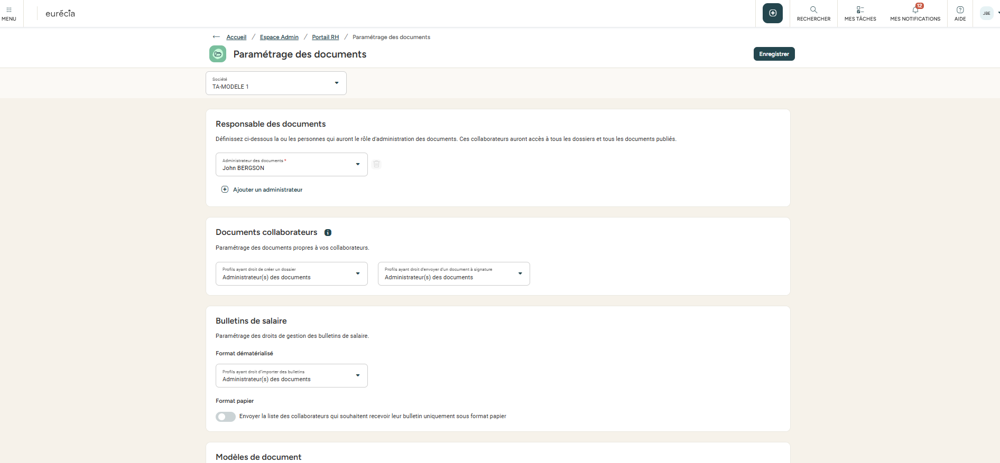 MENU
eurécia
RECHERCHER
MES TÂCHES
12
MES NOTIFICATIONS
AIDE
JBE
← Accueil / Espace Admin / Portail RH / Paramétrage des documents
Paramétrage des documents
Enregistrer
Société
TA-MODELE 1
Responsable des documents
Définissez ci-dessous la ou les personnes qui auront le rôle d'administration des documents. Ces collaborateurs auront accès à tous les dossiers et tous les documents publiés.
Administrateur des documents *
John BERGSON
Ajouter un administrateur
Documents collaborateurs
Paramétrage des documents propres à vos collaborateurs.
Profils ayant droit de créer un dossier
Administrateur(s) des documents
Profils ayant droit d'envoyer d'un document à signature
Administrateur(s) des documents
Bulletins de salaire
Paramétrage des droits de gestion des bulletins de salaire.
Format dématérialisé
Profils ayant droit d'importer des bulletins
Administrateur(s) des documents
Format papier
Envoyer la liste des collaborateurs qui souhaitent recevoir leur bulletin uniquement sous format papier
Modèles de document